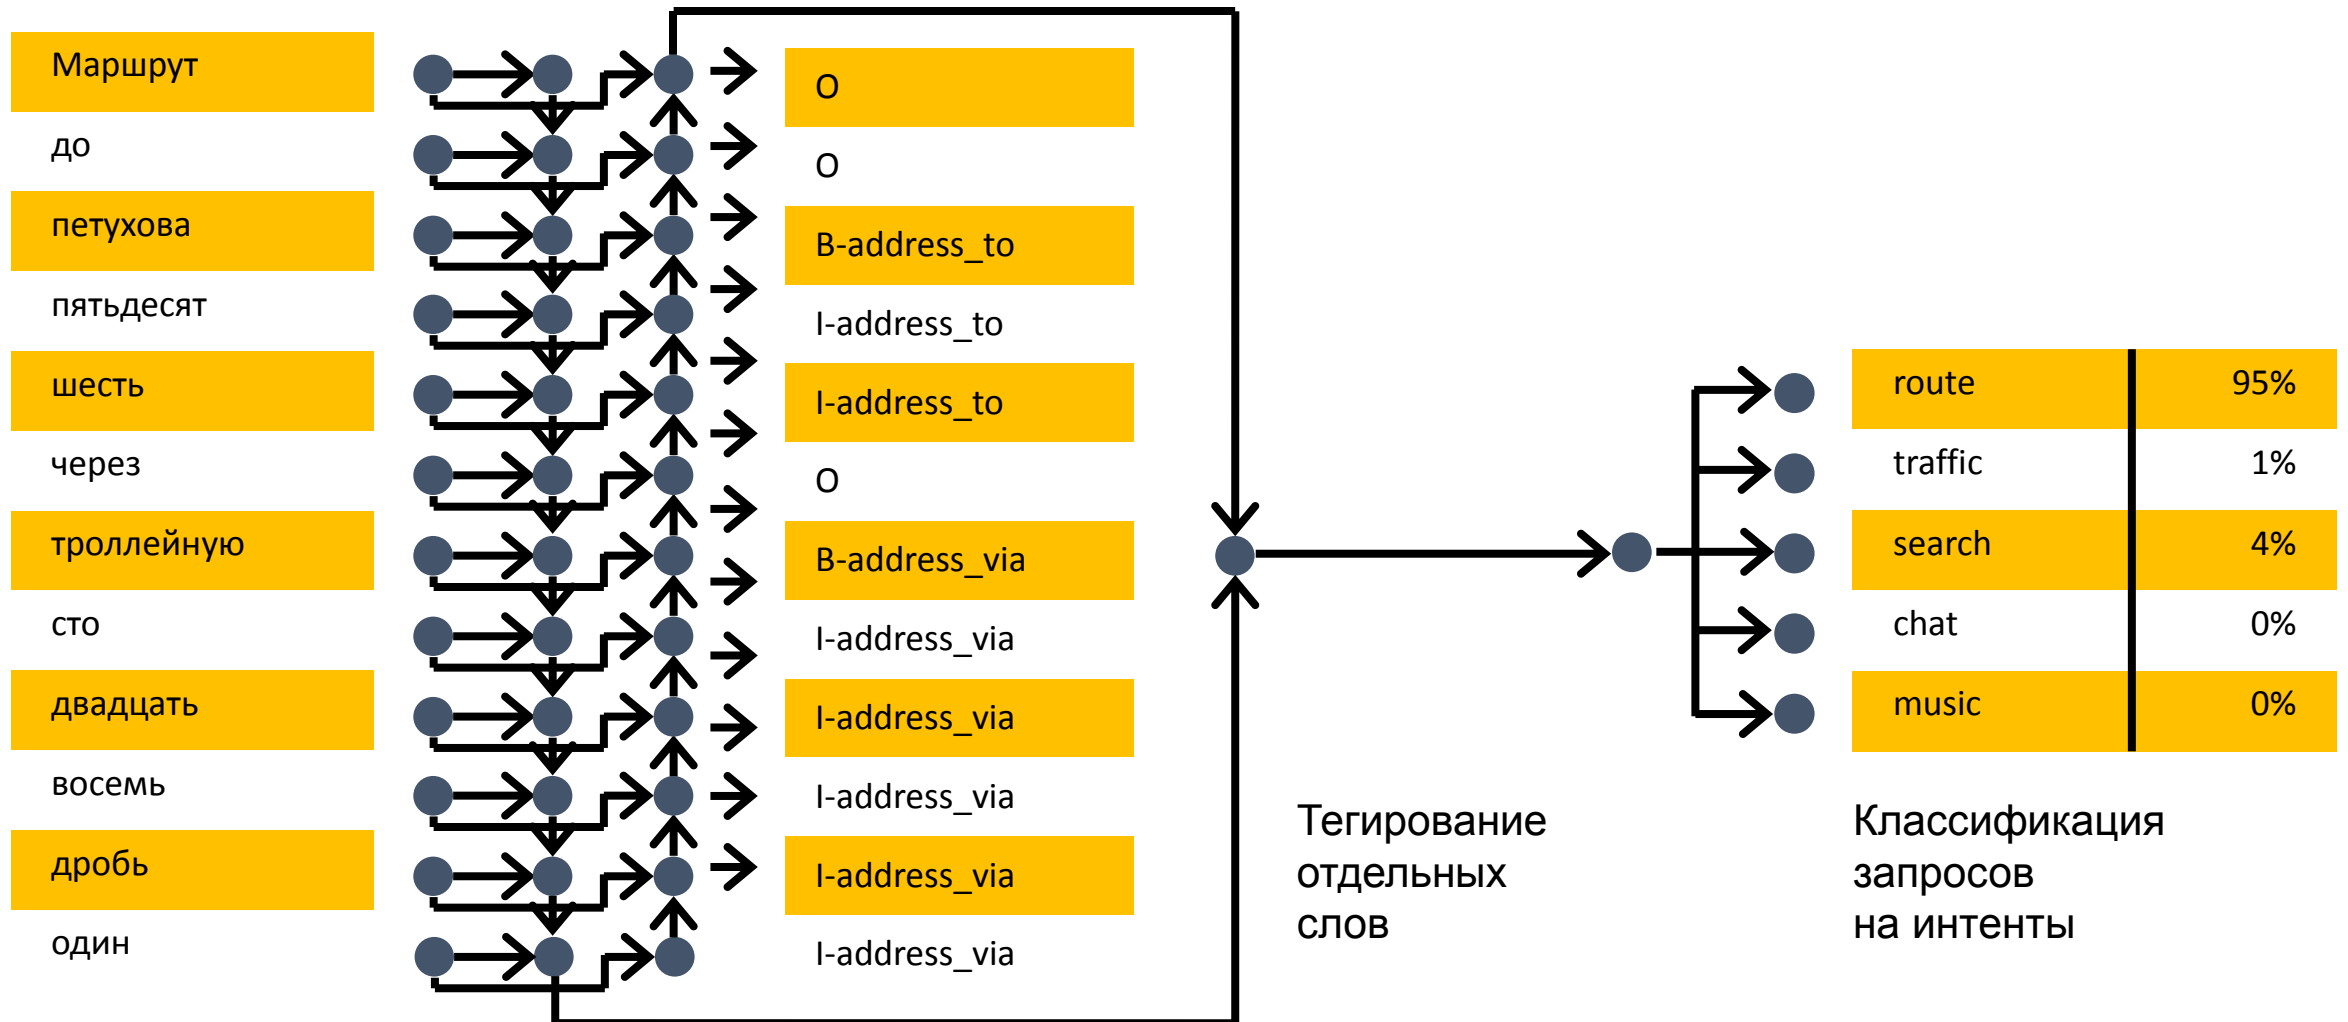 Маршрут
до
петухова
пятьдесят
шесть
через
троллейную
сто
двадцать
восемь
дробь
один
O
O
B-address_to
I-address_to
I-address_to
O
B-address_via
I-address_via
I-address_via
I-address_via
I-address_via
I-address_via
Тегирование
отдельных
слов
route 95%
traffic 1%
search 4%
chat 0%
music 0%
Классификация
запросов
на интенты